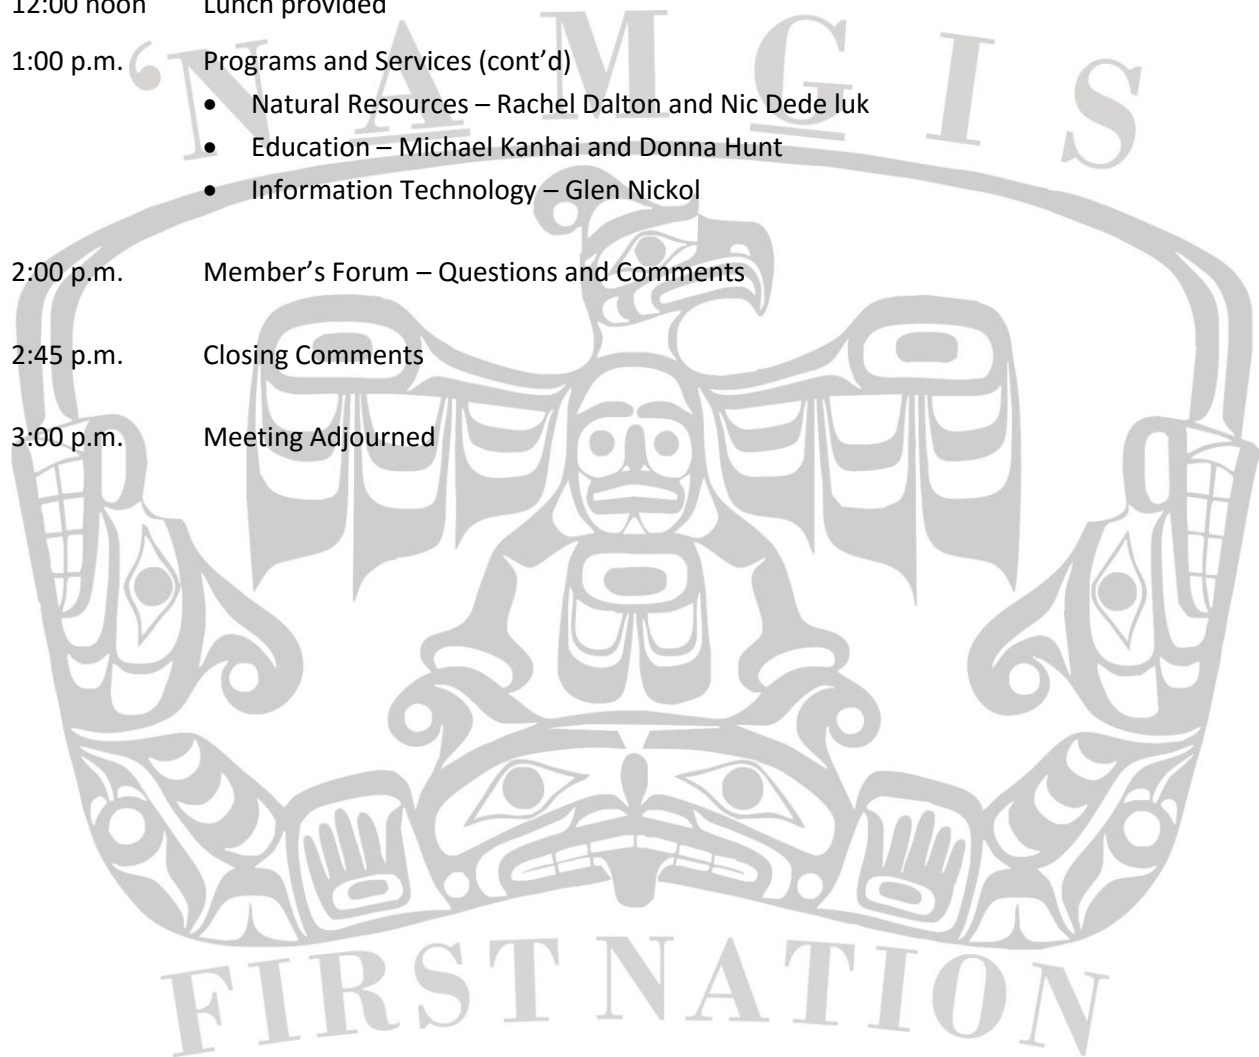 12:00 noon Lunch provided
‘N A M G I S
1:00 p.m. Programs and Services (cont’d)
• Natural Resources – Rachel Dalton and Nic Dede luk
• Education – Michael Kanhai and Donna Hunt
• Information Technology – Glen Nickol
2:00 p.m. Member’s Forum – Questions and Comments
2:45 p.m. Closing Comments
3:00 p.m. Meeting Adjourned
FIRST NATION